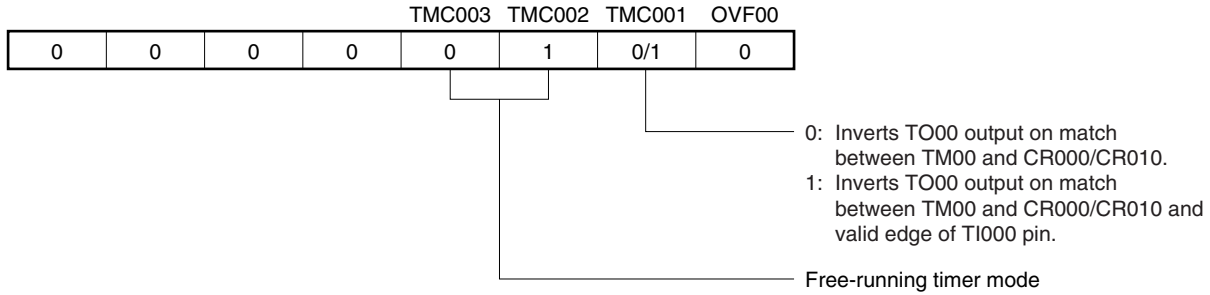 TMC003 TMC002 TMC001 OVF00
0 0 0 0 0 1 0/1 0
0: Inverts TO00 output on match
between TM00 and CR000/CR010.
1: Inverts TO00 output on match
between TM00 and CR000/CR010 and
valid edge of TI000 pin.
Free-running timer mode